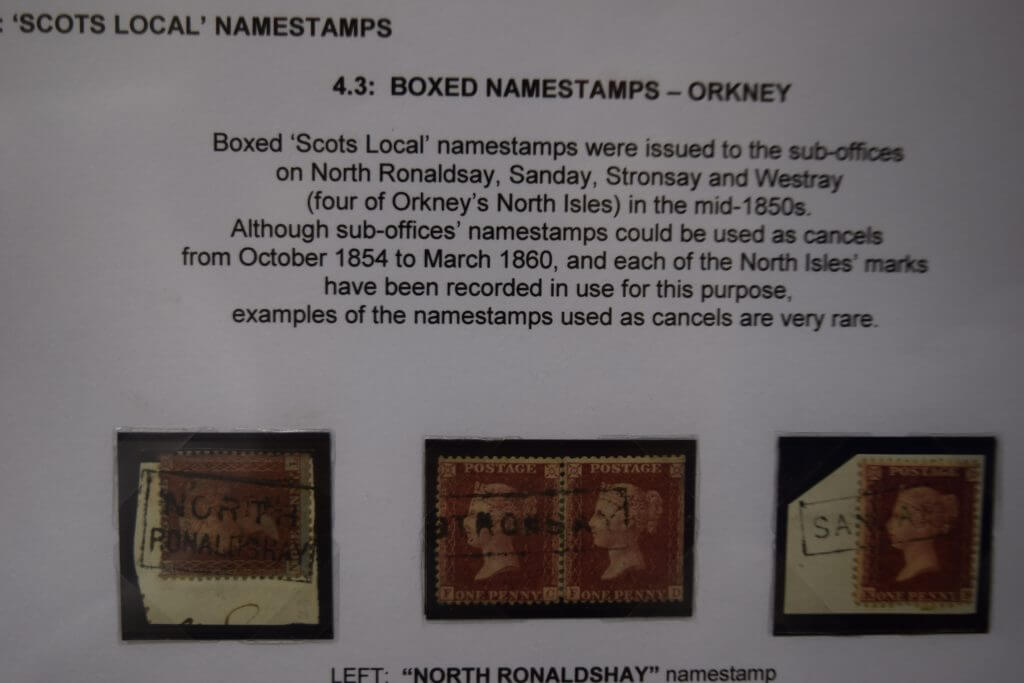 : ‘SCOTS LOCAL’ NAMESTAMPS
4.3: BOXED NAMESTAMPS – ORKNEY
Boxed ‘Scots Local’ namestamps were issued to the sub-offices
on North Ronaldsay, Sanday, Stronsay and Westray
(four of Orkney’s North Isles) in the mid-1850s.
Although sub-offices’ namestamps could be used as cancels
from October 1854 to March 1860, and each of the North Isles’ marks
have been recorded in use for this purpose,
examples of the namestamps used as cancels are very rare.
NORTH
RONALDSHAY
POSTAGE POSTAGE
STRONSAY
F ONE PENNY C F ONE PENNY D
POSTAGE
SANDAY
ONE PENNY
LEFT: “NORTH RONALDSHAY” namestamp